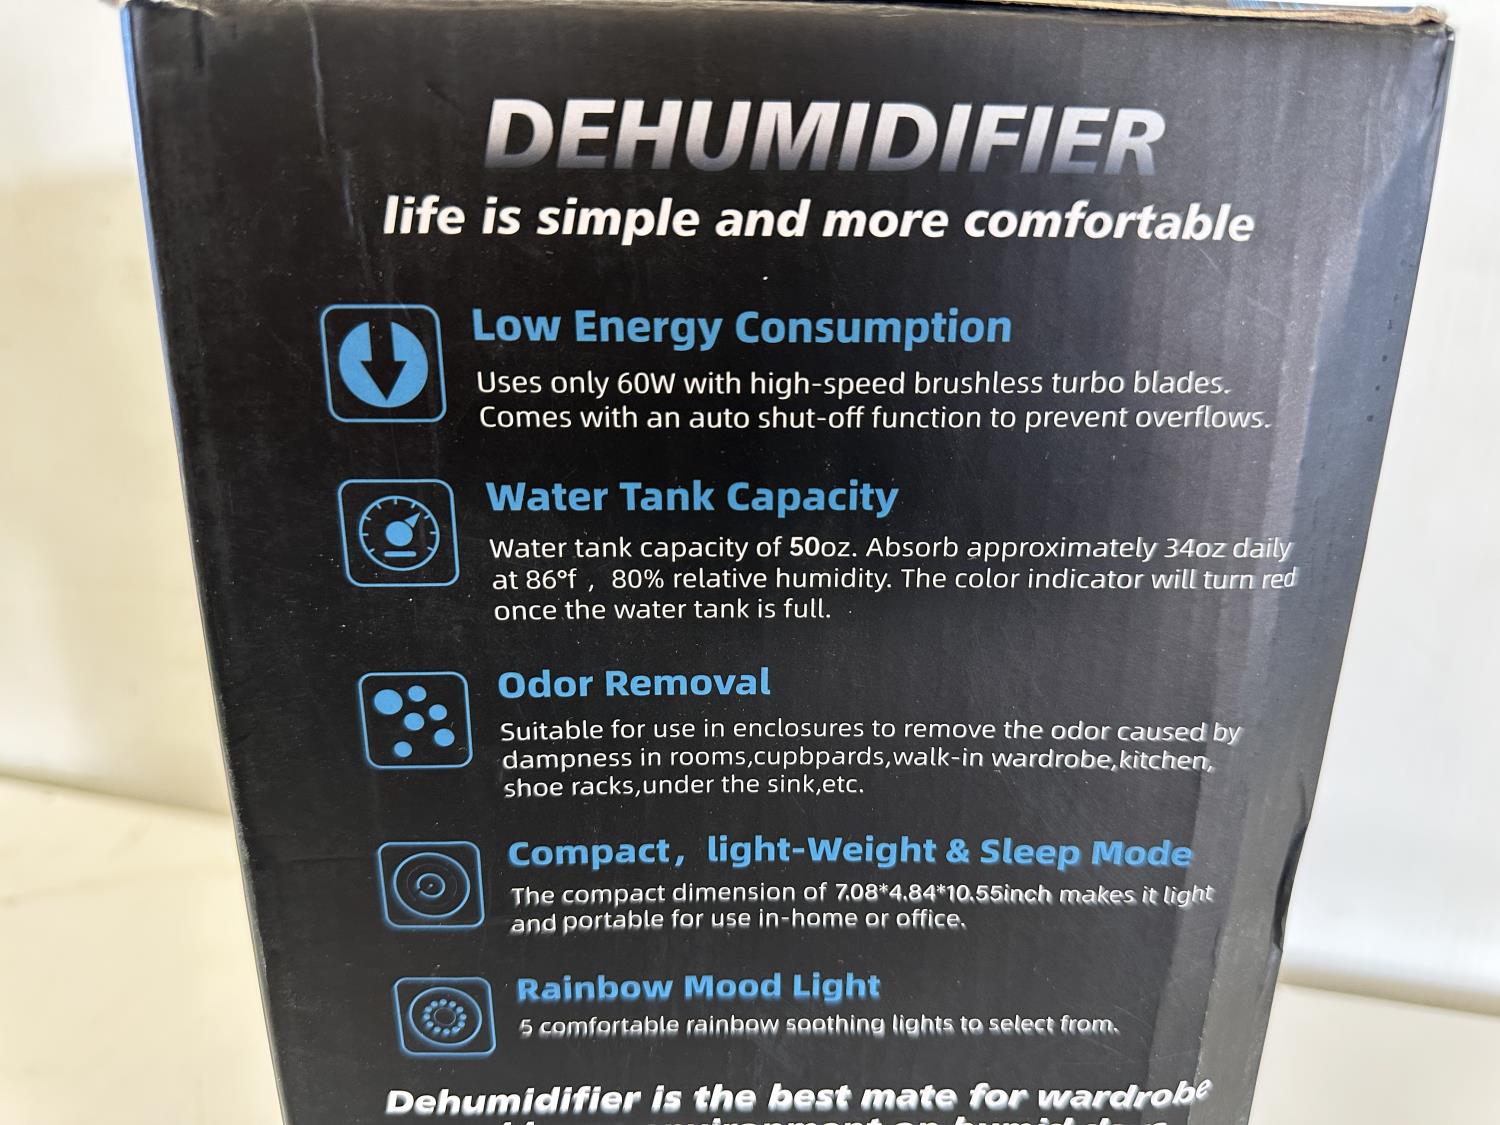 DEHUMIDIFIER
life is simple and more comfortable
Low Energy Consumption
Uses only 60W with high-speed brushless turbo blades.
Comes with an auto shut-off function to prevent overflows.
Water Tank Capacity
Water tank capacity of 50oz. Absorb approximately 34oz daily
at 86°f , 80% relative humidity. The color indicator will turn red
once the water tank is full.
Odor Removal
Suitable for use in enclosures to remove the odor caused by
dampness in rooms,cupbpards,walk-in wardrobe,kitchen,
shoe racks,under the sink,etc.
Compact, light-Weight & Sleep Mode
The compact dimension of 7.08*4.84*10.55inch makes it light
and portable for use in-home or office.
Rainbow Mood Light
5 comfortable rainbow soothing lights to select from.
Dehumidifier is the best mate for wardrobe
environment on humid days